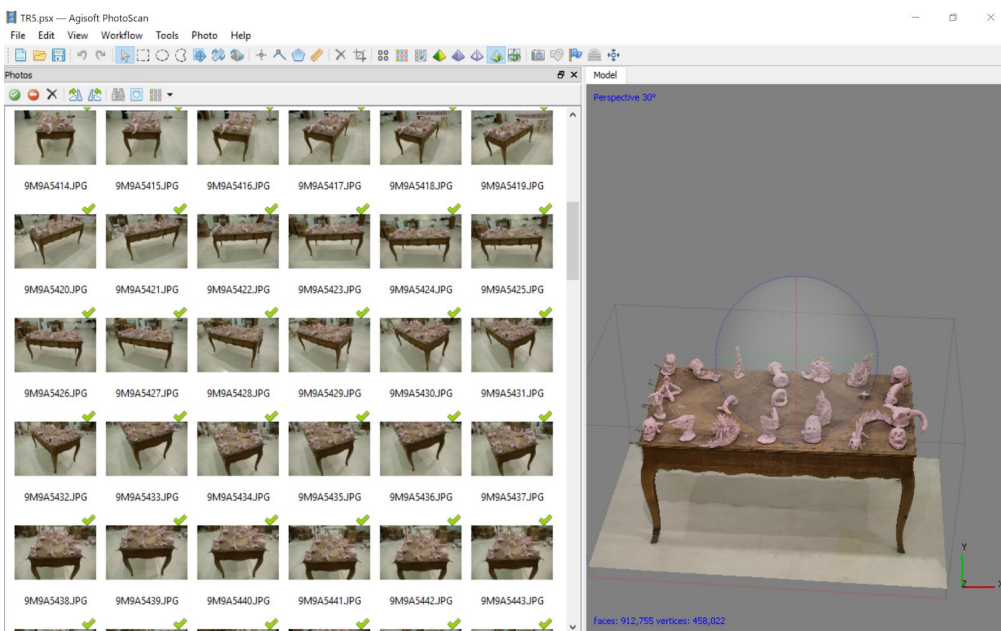 TR5.psx — Agisoft PhotoScan
File Edit View Workflow Tools Photo Help
Photos
Model
Perspective 30°
9M9A5414.JPG 9M9A5415.JPG 9M9A5416.JPG 9M9A5417.JPG 9M9A5418.JPG 9M9A5419.JPG
9M9A5420.JPG 9M9A5421.JPG 9M9A5422.JPG 9M9A5423.JPG 9M9A5424.JPG 9M9A5425.JPG
9M9A5426.JPG 9M9A5427.JPG 9M9A5428.JPG 9M9A5429.JPG 9M9A5430.JPG 9M9A5431.JPG
9M9A5432.JPG 9M9A5433.JPG 9M9A5434.JPG 9M9A5435.JPG 9M9A5436.JPG 9M9A5437.JPG
9M9A5438.JPG 9M9A5439.JPG 9M9A5440.JPG 9M9A5441.JPG 9M9A5442.JPG 9M9A5443.JPG
Y
Z X
faces: 912,755 vertices: 458,022